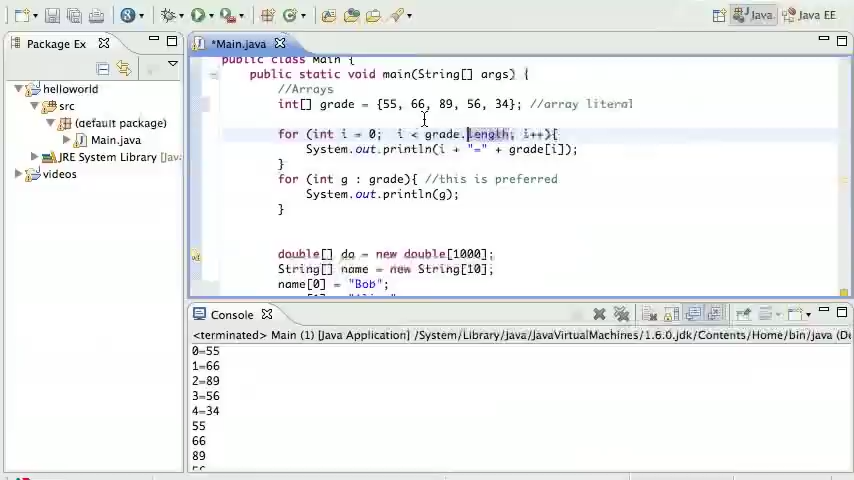 Java
Java EE
Package Ex
*Main.java
helloworld
src
(default package)
Main.java
JRE System Library [Java
videos
public class Main {
public static void main(String[] args) {
//Arrays
int[] grade = {55, 66, 89, 56, 34}; //array literal
for (int i = 0;  i < grade.length; i++){
System.out.println(i + "=" + grade[i]);
}
for (int g : grade){ //this is preferred
System.out.println(g);
}
double[] da = new double[1000];
String[] name = new String[10];
name[0] = "Bob";
Console
<terminated> Main (1) [Java Application] /System/Library/Java/JavaVirtualMachines/1.6.0.jdk/Contents/Home/bin/java (De
0=55
1=66
2=89
3=56
4=34
55
66
89